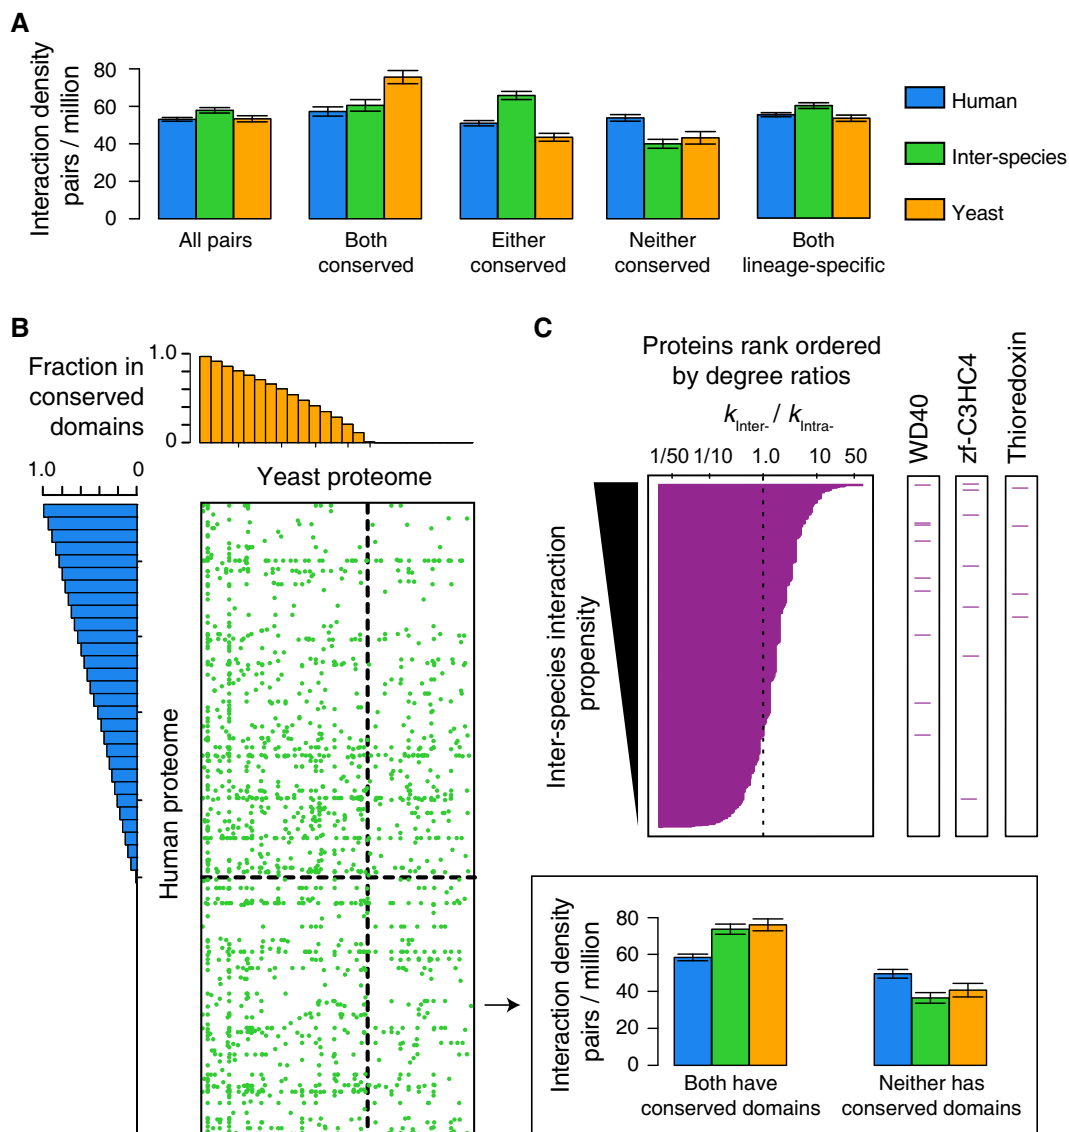 A
Interaction density
pairs / million
80
60
40
20
0
All pairs
Both
conserved
Either
conserved
Neither
conserved
Both
lineage-specific
Human
Inter-species
Yeast
B
Fraction in
conserved
domains
1.0
0
1.0
0
Yeast proteome
Human proteome
C
Proteins rank ordered
by degree ratios
kInter- / kIntra-
1/50 1/10 1.0 10 50
Inter-species interaction
propensity
WD40
zf-C3HC4
Thioredoxin
Interaction density
pairs / million
80
60
40
20
0
Both have
conserved domains
Neither has
conserved domains